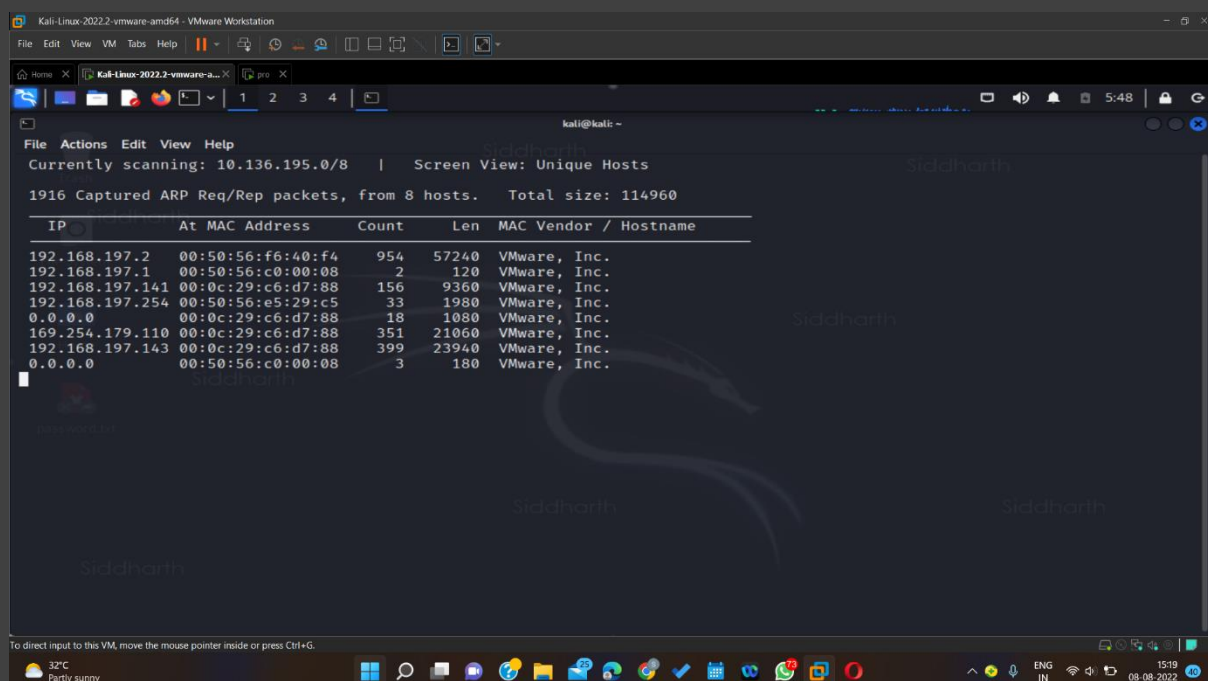 Kali-Linux-2022.2-vmware-amd64 - VMware Workstation
File Edit View VM Tabs Help
Home Kali-Linux-2022.2-vmware-a... pro
1 2 3 4 5:48
kali@kali: ~
File Actions Edit View Help
Currently scanning: 10.136.195.0/8 | Screen View: Unique Hosts
1916 Captured ARP Req/Rep packets, from 8 hosts. Total size: 114960
IP At MAC Address Count Len MAC Vendor / Hostname
192.168.197.2 00:50:56:f6:40:f4 954 57240 VMware, Inc.
192.168.197.1 00:50:56:c0:00:08 2 120 VMware, Inc.
192.168.197.141 00:0c:29:c6:d7:88 156 9360 VMware, Inc.
192.168.197.254 00:50:56:e5:29:c5 33 1980 VMware, Inc.
0.0.0.0 00:0c:29:c6:d7:88 18 1080 VMware, Inc.
169.254.179.110 00:0c:29:c6:d7:88 351 21060 VMware, Inc.
192.168.197.143 00:0c:29:c6:d7:88 399 23940 VMware, Inc.
0.0.0.0 00:50:56:c0:00:08 3 180 VMware, Inc.
Siddharth
Siddharth
Siddharth
Siddharth
Siddharth
Siddharth Siddharth
Siddharth
To direct input to this VM, move the mouse pointer inside or press Ctrl+G.
32°C
Partly sunny
25
73
ENG
IN
15:19
08-08-2022
40